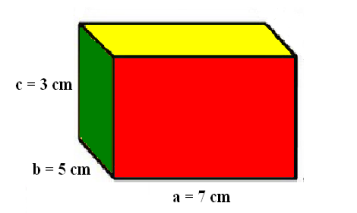 c = 3 cm
b = 5 cm
a = 7 cm